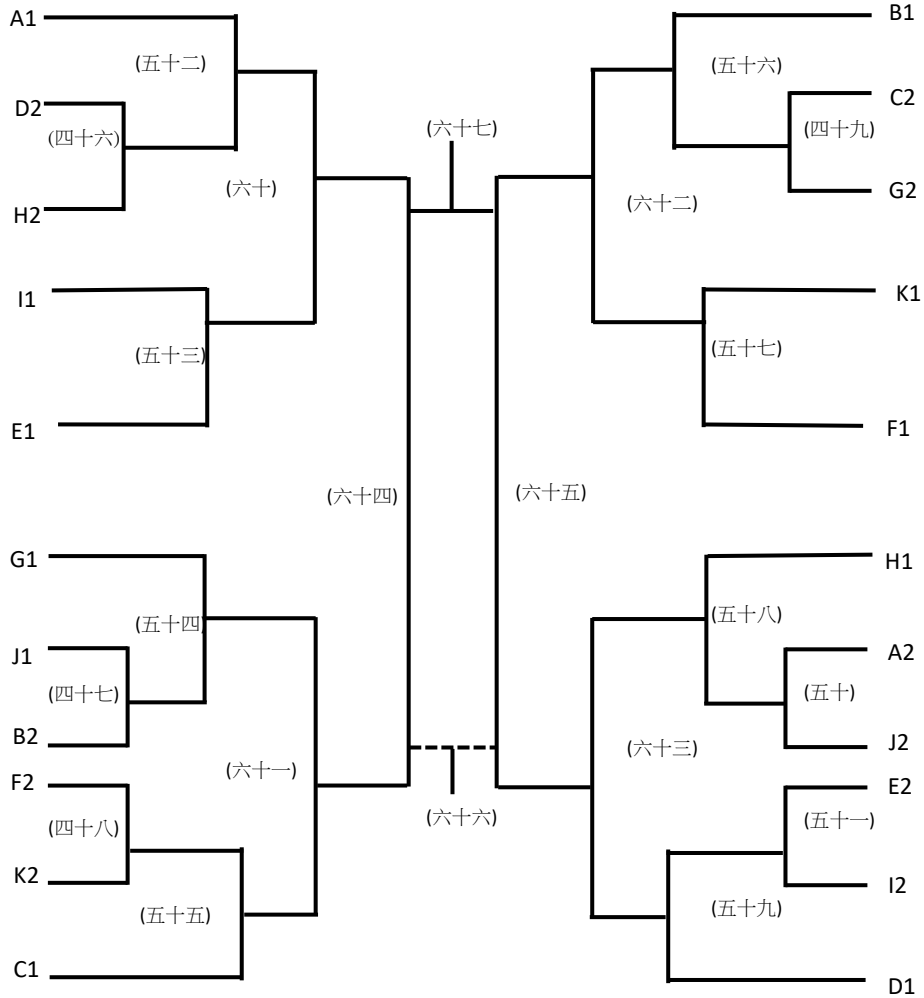 A1
(五十二)
D2
(四十六)
H2
(六十)
I1
(五十三)
E1
(六十四)
G1
(五十四)
J1
(四十七)
B2
(六十一)
F2
(四十八)
K2
(五十五)
C1
(六十七)
(六十六)
B1
(五十六)
C2
(四十九)
G2
(六十二)
K1
(五十七)
F1
(六十五)
H1
(五十八)
A2
(五十)
J2
(六十三)
E2
(五十一)
I2
(五十九)
D1